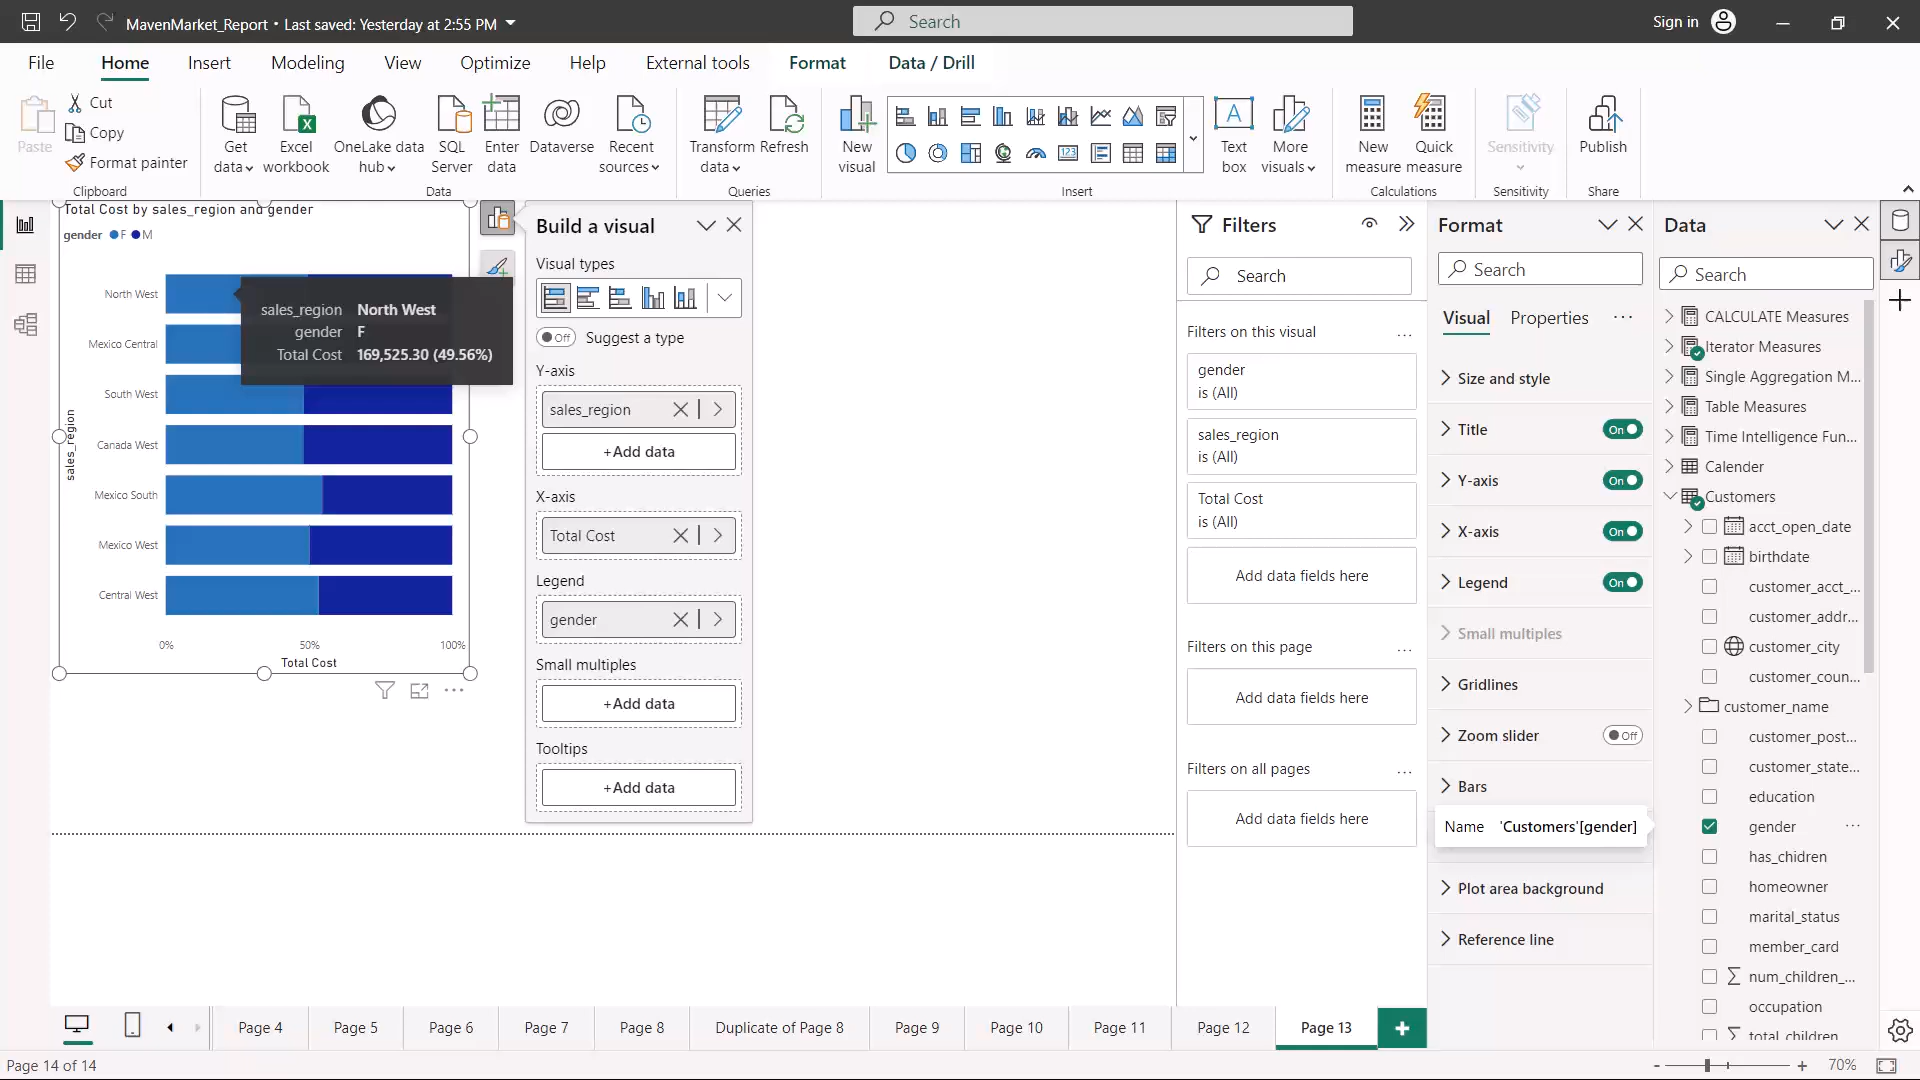 MavenMarket_Report • Last saved: Yesterday at 2:55 PM
Search
Sign in
File
Home
Insert
Modeling
View
Optimize
Help
External tools
Format
Data / Drill
Paste
Cut
Copy
Format painter
Clipboard
Get data
Excel workbook
OneLake data hub
SQL Server
Enter data
Dataverse
Recent sources
Data
Transform data
Refresh
Queries
New visual
Text box
More visuals
Insert
New measure
Quick measure
Calculations
Sensitivity
Sensitivity
Publish
Share
Total Cost by sales_region and gender
gender F M
North West
Mexico Central
South West
Canada West
Mexico South
Mexico West
Central West
sales_region
0%
50%
100%
Total Cost
sales_region North West
gender F
Total Cost 169,525.30 (49.56%)
Build a visual
Visual types
Off Suggest a type
Y-axis
sales_region
+Add data
X-axis
Total Cost
Legend
gender
Small multiples
+Add data
Tooltips
+Add data
Filters
Search
Filters on this visual
gender
is (All)
sales_region
is (All)
Total Cost
is (All)
Add data fields here
Filters on this page
Add data fields here
Filters on all pages
Add data fields here
Format
Search
Visual
Properties
Size and style
Title On
Y-axis On
X-axis On
Legend On
Small multiples
Gridlines
Zoom slider Off
Bars
Name 'Customers'[gender]
Plot area background
Reference line
Data
Search
CALCULATE Measures
Iterator Measures
Single Aggregation M...
Table Measures
Time Intelligence Fun...
Calender
Customers
acct_open_date
birthdate
customer_acct_...
customer_addr...
customer_city
customer_coun...
customer_name
customer_post...
customer_state...
education
gender
has_chidren
homeowner
marital_status
member_card
num_children_...
occupation
total_children
Page 4
Page 5
Page 6
Page 7
Page 8
Duplicate of Page 8
Page 9
Page 10
Page 11
Page 12
Page 13
Page 14 of 14
70%